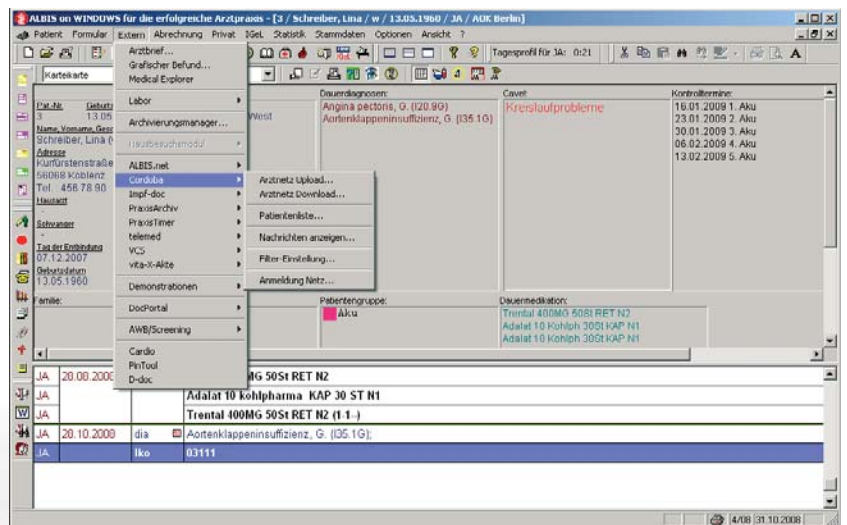 ALBIS on WINDOWS für die erfolgreiche Arztpraxis - [3 / Schreiber, Lina / w / 13.05.1960 / JA / AOK Berlin]
Patient Formular Extern Abrechnung Privat IGeL Statistik Stammdaten Optionen Ansicht ?
Tagesprofil für JA: 0:21
Karteikarte
Arztbrief...
Grafischer Befund...
Medical Explorer
Labor
Archivierungsmanager...
Hausbesuchsmodul
ALBIS.net
Cordoba
Impf-doc
PraxisArchiv
PraxisTimer
telemed
VCS
vita-X-Akte
Demonstrationen
DocPortal
AWB/Screening
Cardio
PinTool
D-doc
Arztnetz Upload...
Arztnetz Download...
Patientenliste...
Nachrichten anzeigen...
Filter-Einstellung...
Anmeldung Netz...
Pat.-Nr.
3 13.05
Schreiber, Lina
Adresse
Kurfürstenstraße
56068 Koblenz
Tel. 456 78 90
Hausarzt
-
Schwanger
-
Tag der Entbindung
07.12.2007
Geburtsdatum
13.05.1960
West
Dauerdiagnosen:
Angina pectoris, G. (I20.9G)
Aortenklappeninsuffizienz, G. (I35.1G)
Cave!:
Kreislaufprobleme
Kontrolltermine:
16.01.2009 1. Aku
23.01.2009 2. Aku
30.01.2009 3. Aku
06.02.2009 4. Aku
13.02.2009 5. Aku
Familie:
Patientengruppe:
Aku
Dauermedikation:
Trental 400MG 50St RET N2
Adalat 10 Kohlph 30St KAP N1
Adalat 10 Kohlph 30St KAP N1
JA 28.08.2008 MG 50St RET N2
JA Adalat 10 kohlpharma KAP 30 ST N1
JA Trental 400MG 50St RET N2 (1-1--)
JA 28.10.2008 dia Aortenklappeninsuffizienz, G. (I35.1G);
JA lko 03111
4/08 31.10.2008